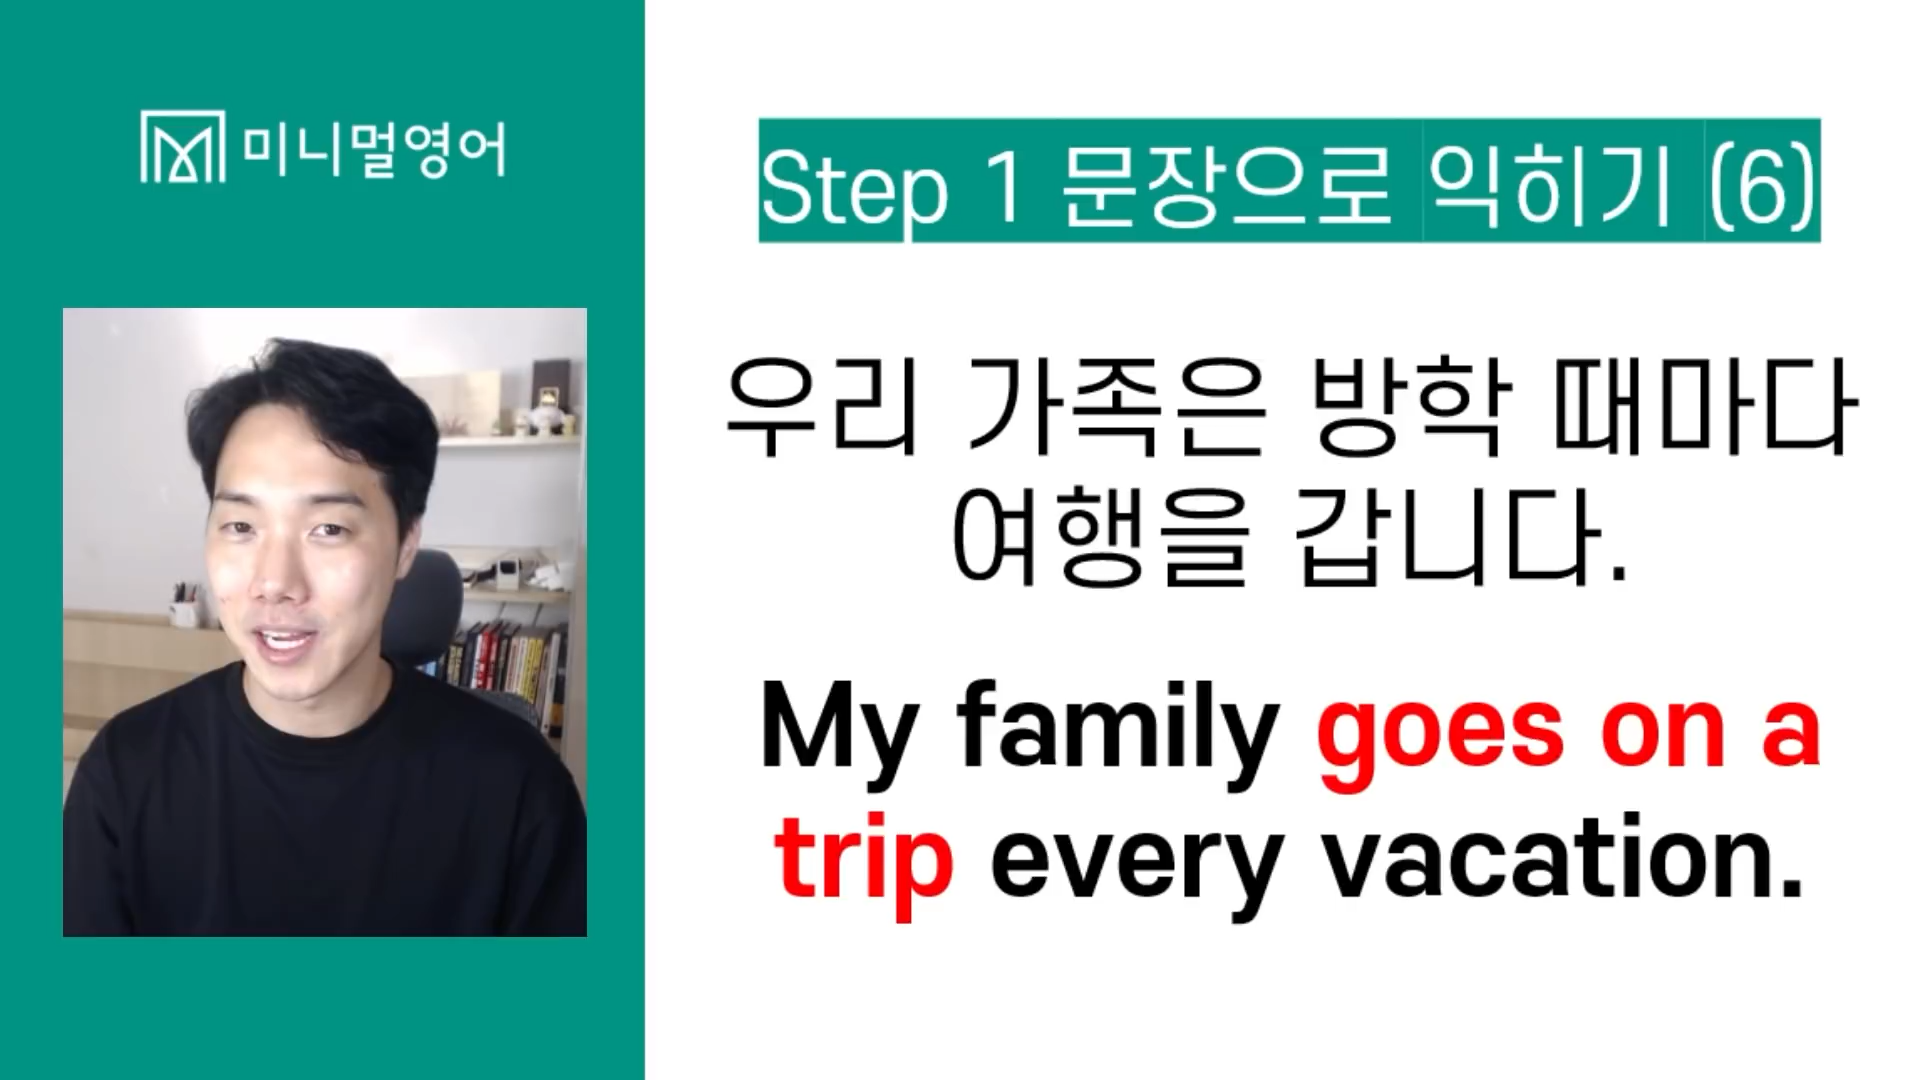 미니멀영어
Step 1 문장으로 익히기 (6)
우리 가족은 방학 때마다
여행을 갑니다.
My family goes on a
trip every vacation.